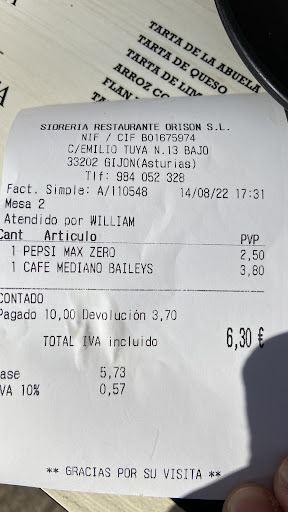 TARTA DE LA ABUELA
TARTA DE QUESO
TARTA DE LIM
ARROZ CO
FLAN
TA
SIDRERIA RESTAURANTE ORISON S.L.
NIF / CIF B01675974
C/EMILIO TUYA N.13 BAJO
33202 GIJON(Asturias)
Tlf: 984 052 328
Fact. Simple: A/110548 14/08/22 17:31
Mesa 2
Atendido por WILLIAM
Cant Articulo PVP
1 PEPSI MAX ZERO 2,50
1 CAFE MEDIANO BAILEYS 3,80
CONTADO
Pagado 10,00 Devolución 3,70
TOTAL IVA incluido 6,30 €
ase 5,73
VA 10% 0,57
** GRACIAS POR SU VISITA **